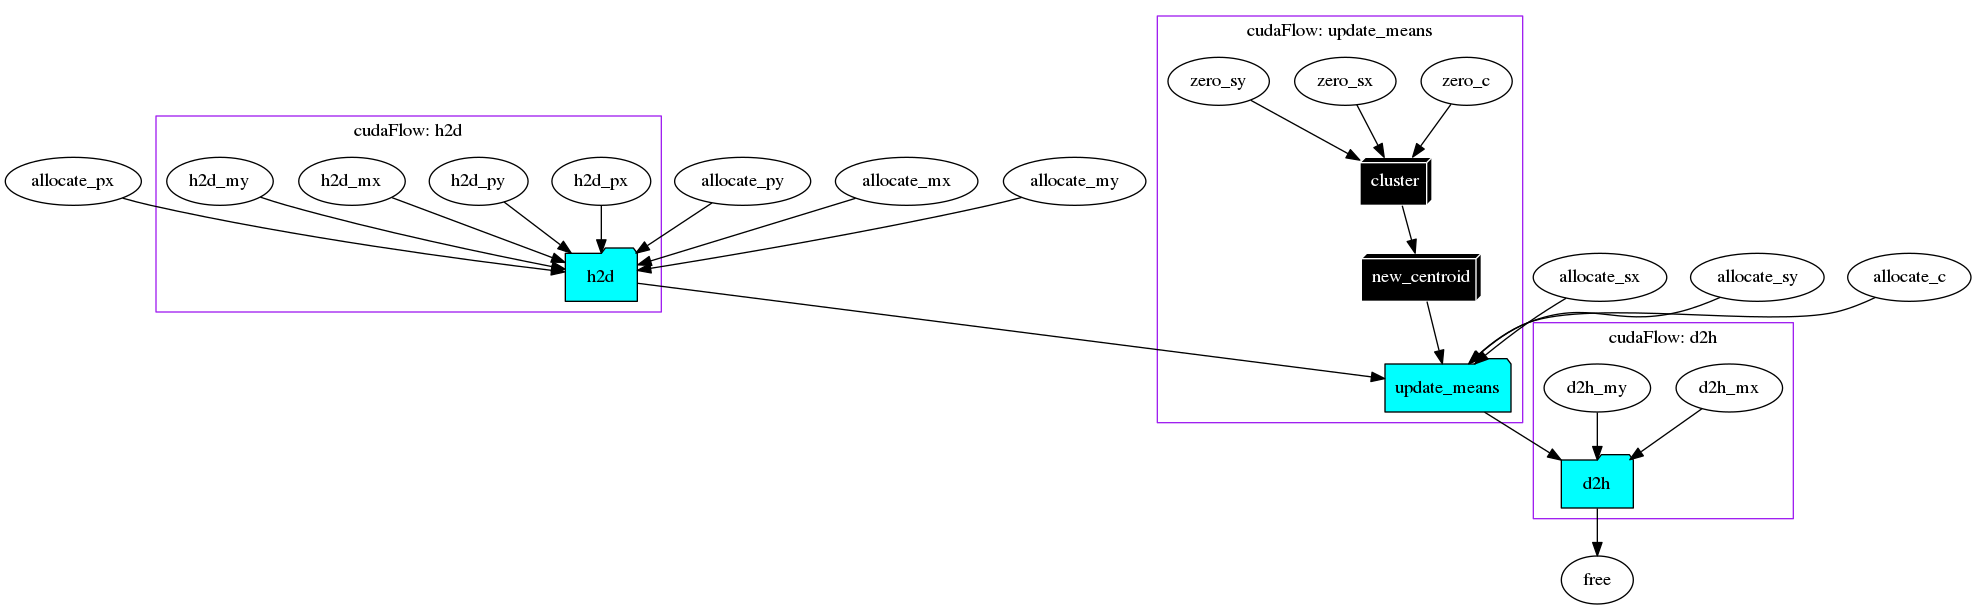 cudaFlow: update_means
zero_sy
zero_sx
zero_c
cudaFlow: h2d
allocate_px
h2d_my
h2d_mx
h2d_py
h2d_px
allocate_py
allocate_mx
allocate_my
cluster
h2d
new_centroid
allocate_sx
allocate_sy
allocate_c
cudaFlow: d2h
update_means
d2h_my
d2h_mx
d2h
free